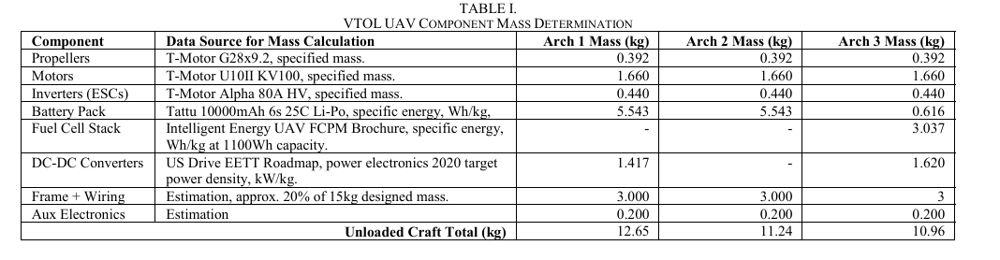 TABLE I.
VTOL UAV COMPONENT MASS DETERMINATION
Component Data Source for Mass Calculation Arch 1 Mass (kg) Arch 2 Mass (kg) Arch 3 Mass (kg)
Propellers T-Motor G28x9.2, specified mass. 0.392 0.392 0.392
Motors T-Motor U10II KV100, specified mass. 1.660 1.660 1.660
Inverters (ESCs) T-Motor Alpha 80A HV, specified mass. 0.440 0.440 0.440
Battery Pack Tattu 10000mAh 6s 25C Li-Po, specific energy, Wh/kg, 5.543 5.543 0.616
Fuel Cell Stack Intelligent Energy UAV FCPM Brochure, specific energy, - - 3.037
Wh/kg at 1100Wh capacity.
DC-DC Converters US Drive EETT Roadmap, power electronics 2020 target 1.417 - 1.620
power density, kW/kg.
Frame + Wiring Estimation, approx. 20% of 15kg designed mass. 3.000 3.000 3
Aux Electronics Estimation 0.200 0.200 0.200
Unloaded Craft Total (kg) 12.65 11.24 10.96